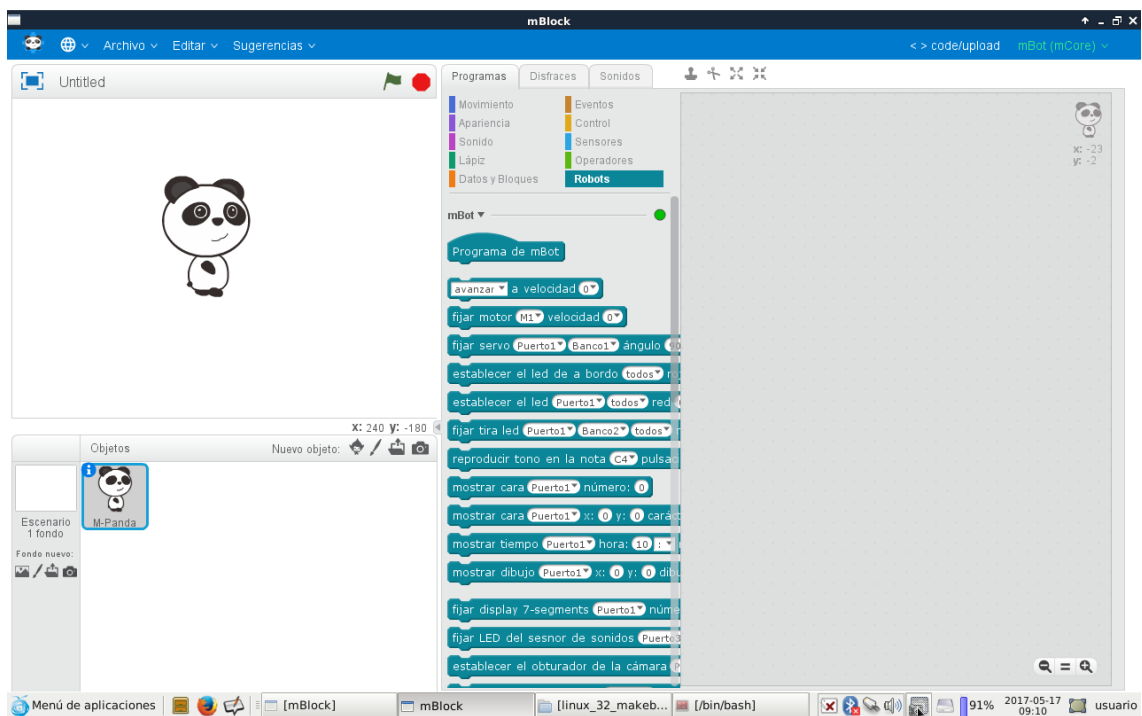 mBlock
Archivo Editar Sugerencias < > code/upload mBot (mCore)
Untitled
Programas Disfraces Sonidos
Movimiento Eventos
Apariencia Control
Sonido Sensores
Lápiz Operadores
Datos y Bloques Robots
x: -23
y: -2
mBot
Programa de mBot
avanzar a velocidad 0
fijar motor M1 velocidad 0
fijar servo Puerto1 Banco1 ángulo 90
establecer el led de a bordo todos
establecer el led Puerto1 todos red
fijar tira led Puerto1 Banco2 todos
reproducir tono en la nota C4 pulsac
mostrar cara Puerto1 número: 0
mostrar cara Puerto1 x: 0 y: 0 carác
mostrar tiempo Puerto1 hora: 10 :
mostrar dibujo Puerto1 x: 0 y: 0 dibu
fijar display 7-segments Puerto1 núme
fijar LED del sesnor de sonidos Puerto3
establecer el obturador de la cámara P
x: 240 y: -180
Objetos Nuevo objeto:
Escenario
1 fondo
M-Panda
Fondo nuevo:
Menú de aplicaciones [mBlock] mBlock [linux_32_makeb... [/bin/bash] 91% 2017-05-17
09:10 usuario